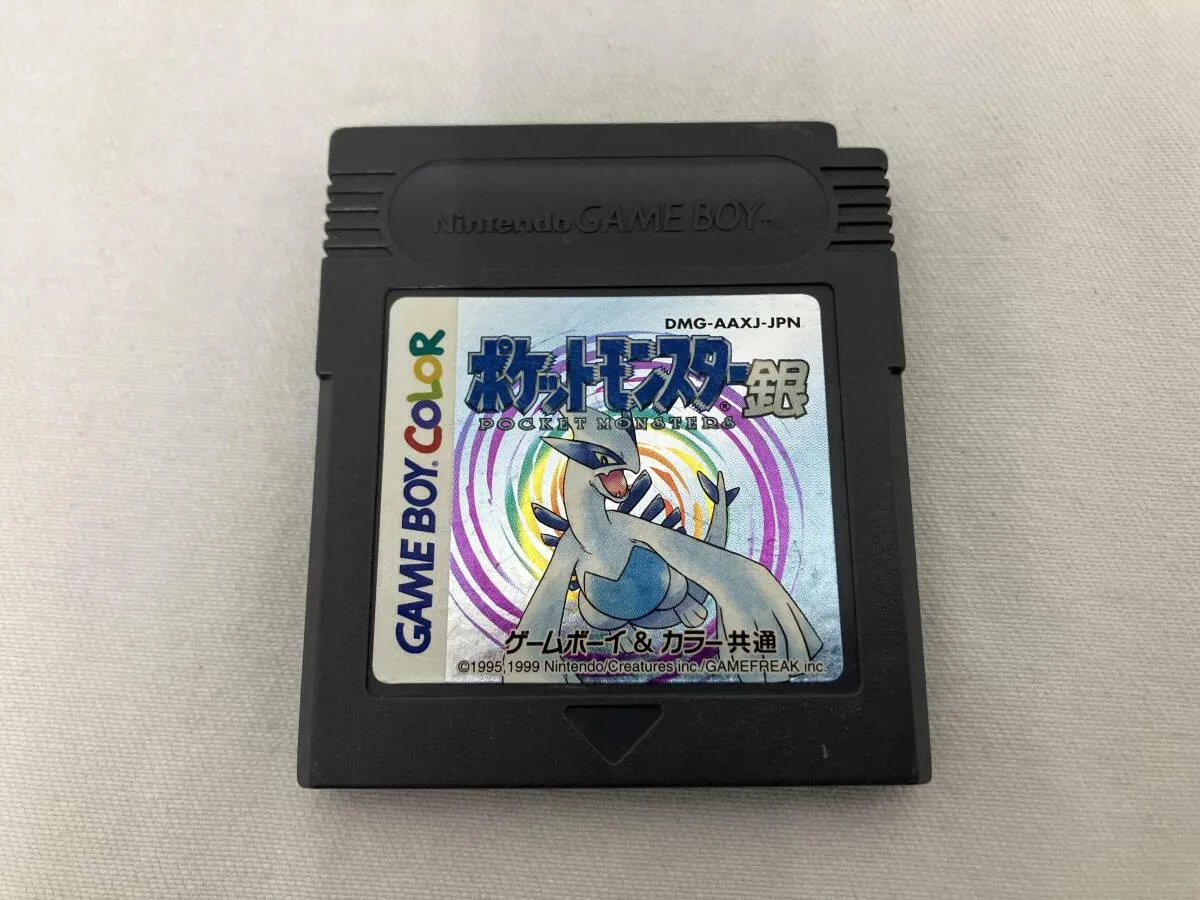 Nintendo GAME BOY TM
DMG-AAXJ-JPN
ポケットモンスター銀
®
POCKET MONSTERS
GAME BOY® COLOR
ゲームボーイ & カラー共通
©1995,1999 Nintendo/Creatures inc./GAMEFREAK inc.